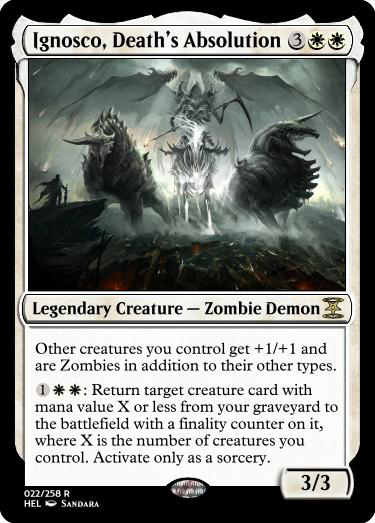 Ignosco, Death's Absolution 3
Legendary Creature — Zombie Demon
Other creatures you control get +1/+1 and
are Zombies in addition to their other types.
1 : Return target creature card with
mana value X or less from your graveyard to
the battlefield with a finality counter on it,
where X is the number of creatures you
control. Activate only as a sorcery.
3/3
022/258 R
HEL Sandara